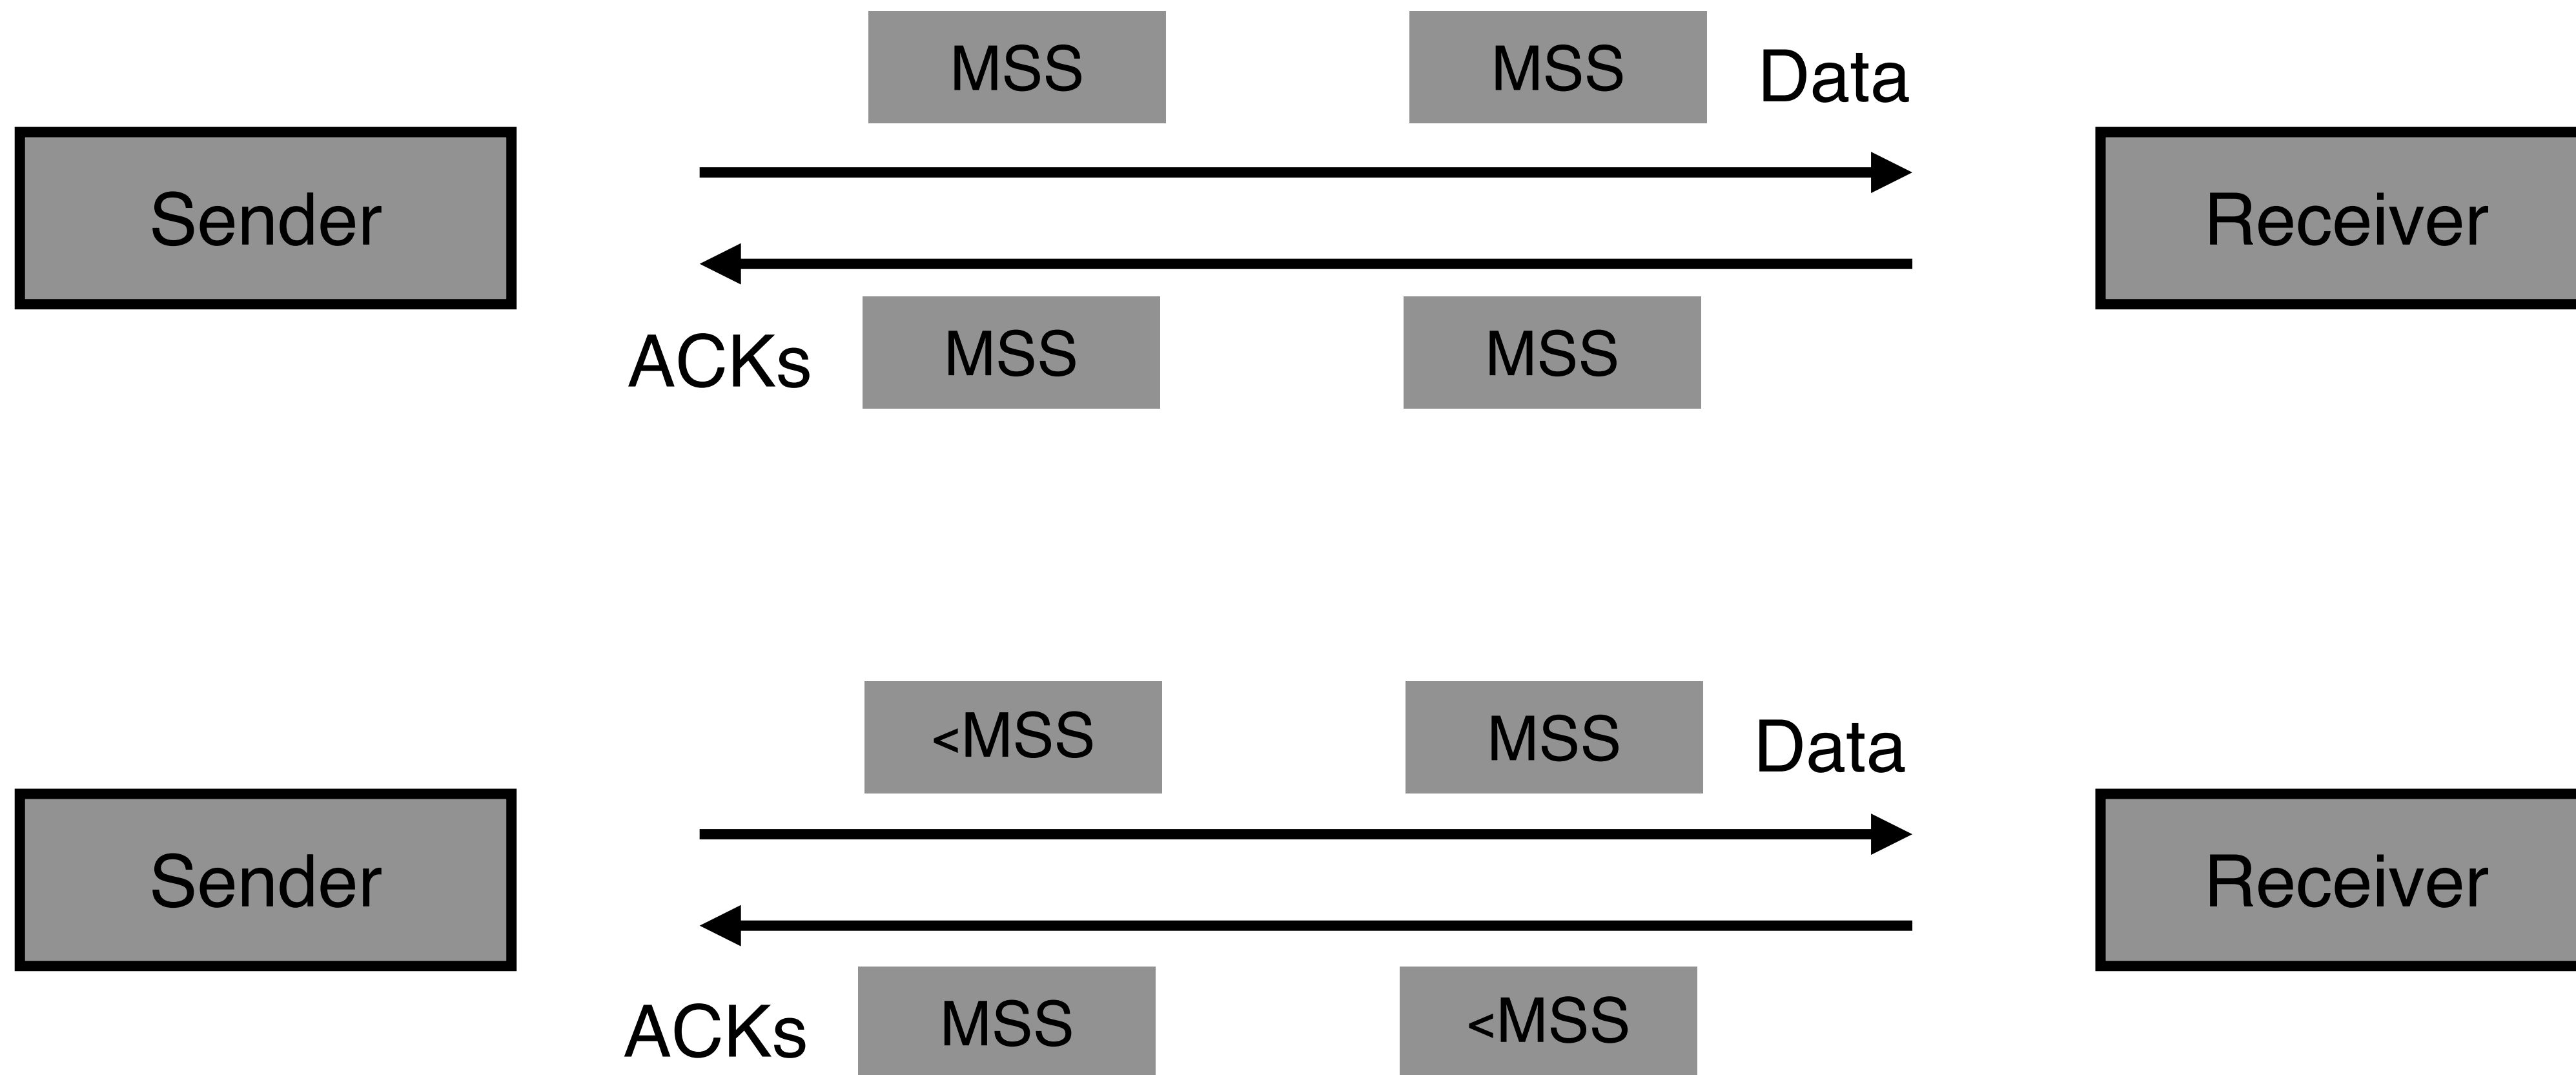 MSS
MSS
Data
Sender
Receiver
ACKs
MSS
MSS
<MSS
MSS
Data
Sender
Receiver
ACKs
MSS
<MSS